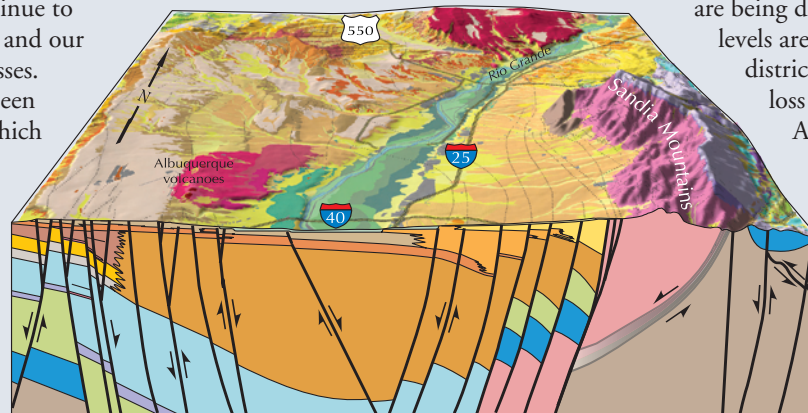 inue to
and our
sses.
een
hich
are being d
levels are
distric
loss
A
550
Rio Grande
N
Sandia Mountains
25
Albuquerque
volcanoes
40